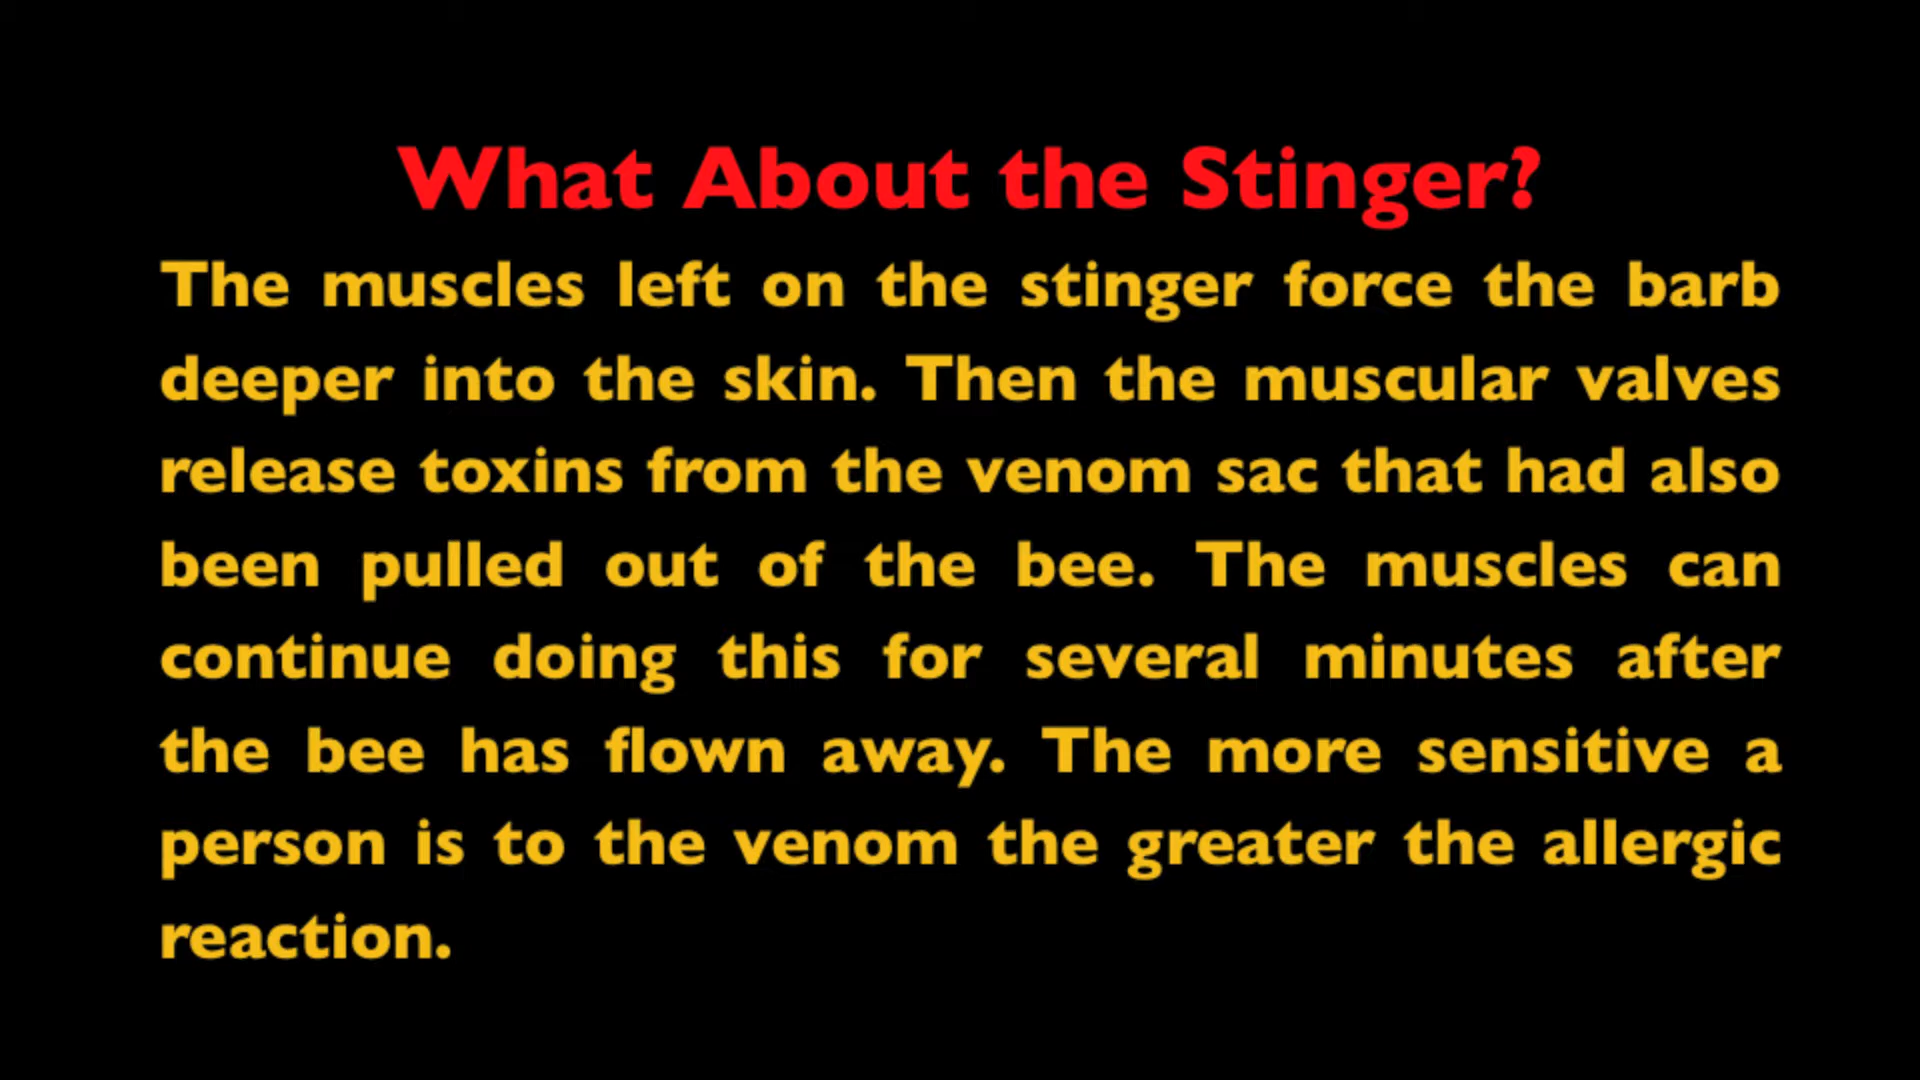 What About the Stinger?
The muscles left on the stinger force the barb
deeper into the skin. Then the muscular valves
release toxins from the venom sac that had also
been pulled out of the bee. The muscles can
continue doing this for several minutes after
the bee has flown away. The more sensitive a
person is to the venom the greater the allergic
reaction.